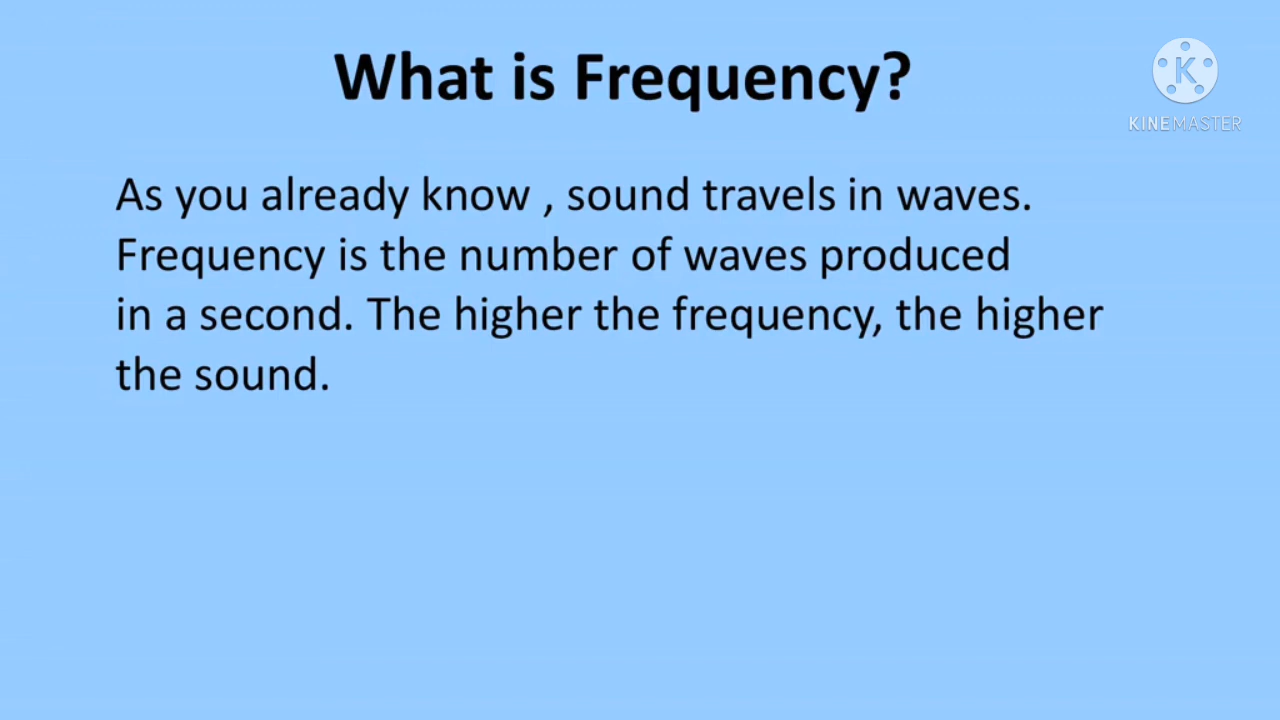 What is Frequency?
K
KINEMASTER
As you already know , sound travels in waves.
Frequency is the number of waves produced
in a second. The higher the frequency, the higher
the sound.